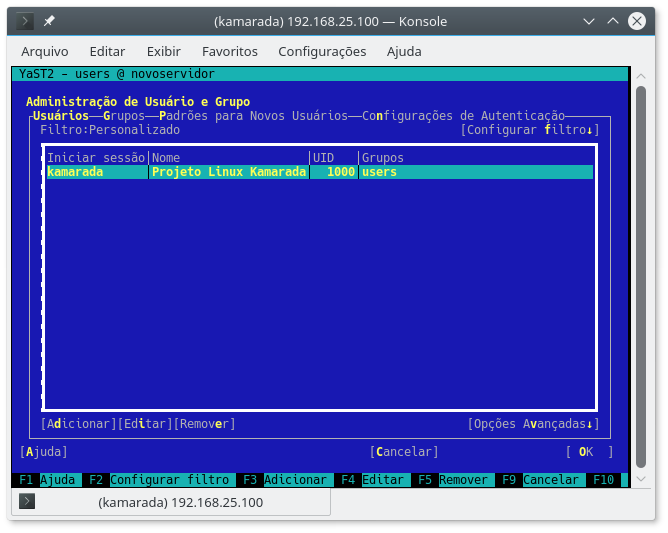 (kamarada) 192.168.25.100 — Konsole
Arquivo Editar Exibir Favoritos Configurações Ajuda
YaST2 - users @ novoservidor
Administração de Usuário e Grupo
Usuários──Grupos──Padrões para Novos Usuários──Configurações de Autenticação
Filtro:Personalizado [Configurar filtro↓]
Iniciar sessão│Nome │UID │Grupos
kamarada │Projeto Linux Kamarada│ 1000│users
[Adicionar][Editar][Remover] [Opções Avançadas↓]
[Ajuda] [Cancelar] [ OK ]
F1 Ajuda F2 Configurar filtro F3 Adicionar F4 Editar F5 Remover F9 Cancelar F10
(kamarada) 192.168.25.100